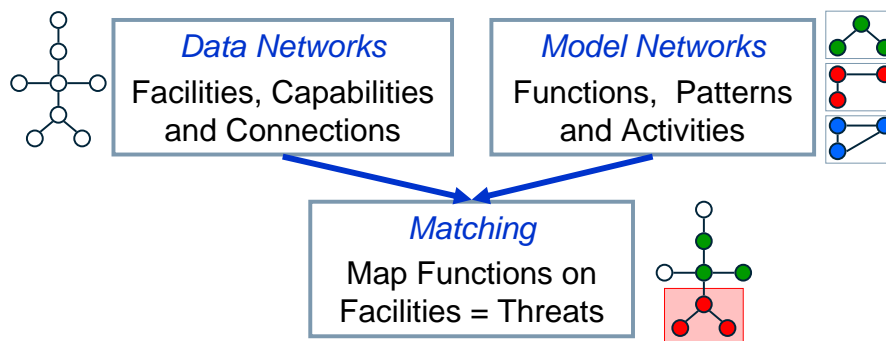 Data Networks
Facilities, Capabilities
and Connections
Model Networks
Functions, Patterns
and Activities
Matching
Map Functions on
Facilities = Threats